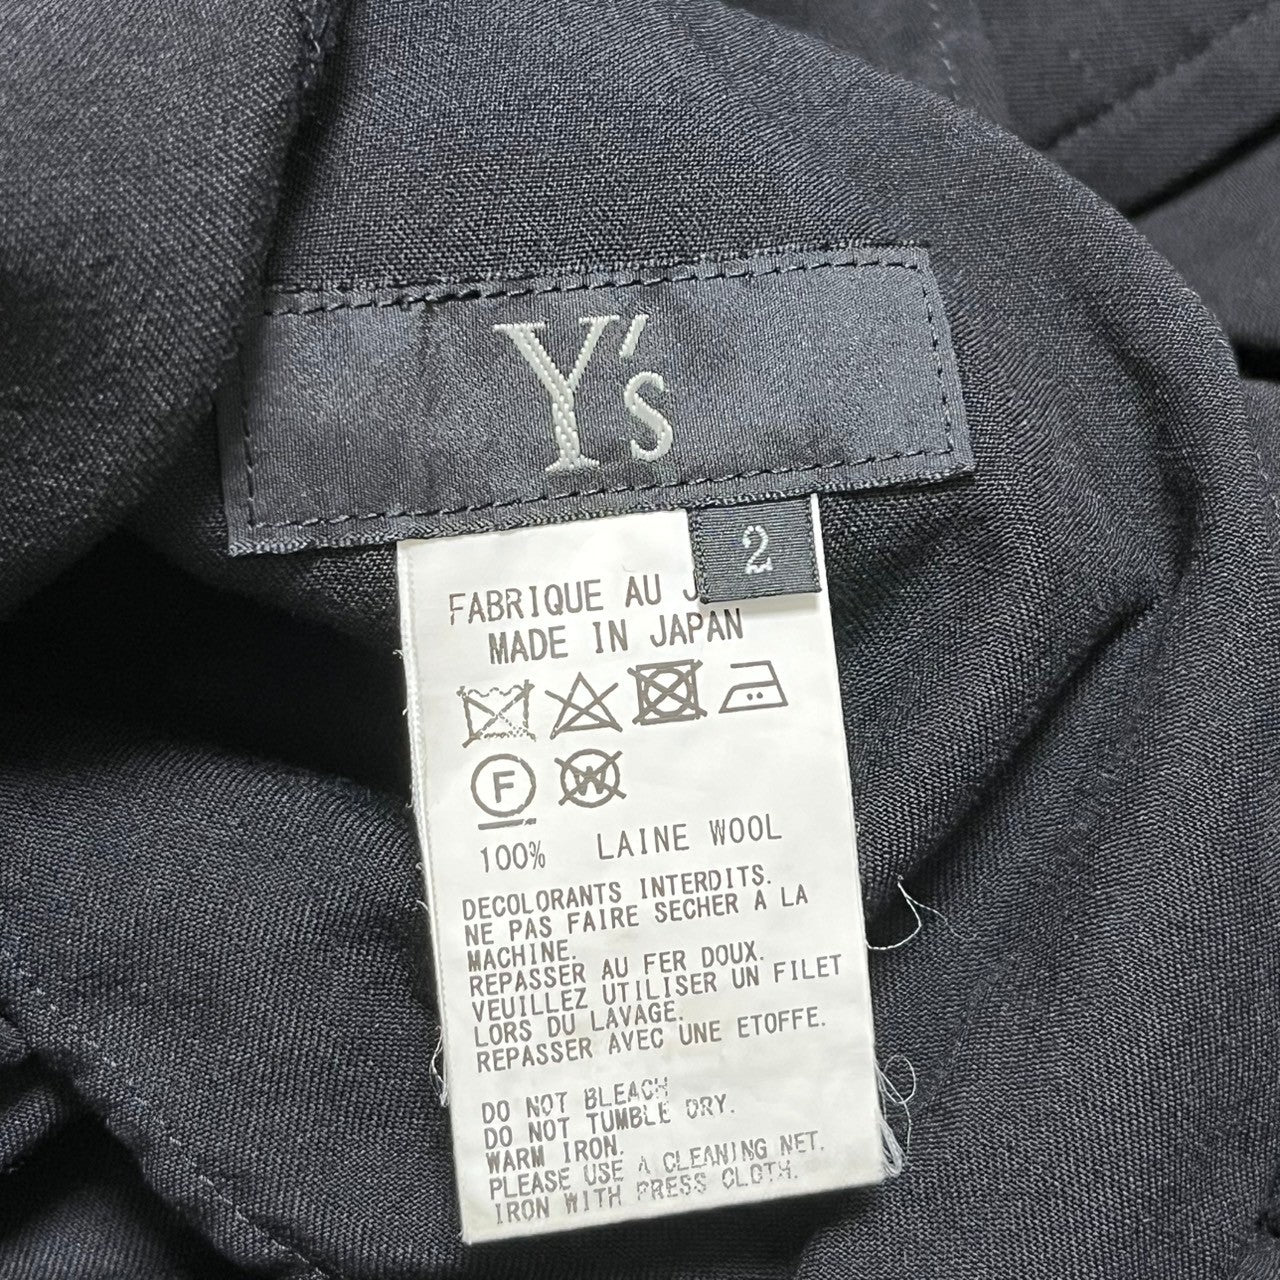 Y's
2
FABRIQUE AU J
MADE IN JAPAN
F
W
100% LAINE WOOL
DECOLORANTS INTERDITS.
NE PAS FAIRE SECHER A LA
MACHINE.
REPASSER AU FER DOUX.
VEUILLEZ UTILISER UN FILET
LORS DU LAVAGE.
REPASSER AVEC UNE ETOFFE.
DO NOT BLEACH
DO NOT TUMBLE DRY.
WARM IRON.
PLEASE USE A CLEANING NET.
IRON WITH PRESS CLOTH.